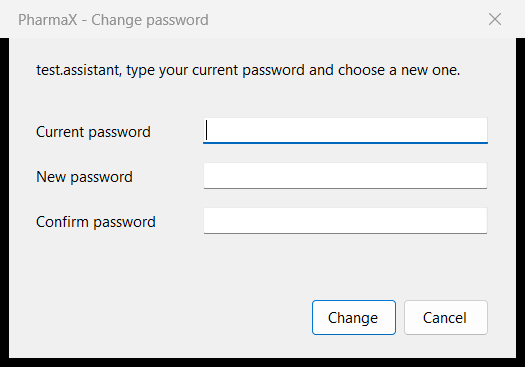 PharmaX - Change password
test.assistant, type your current password and choose a new one.
Current password
New password
Confirm password
Change
Cancel